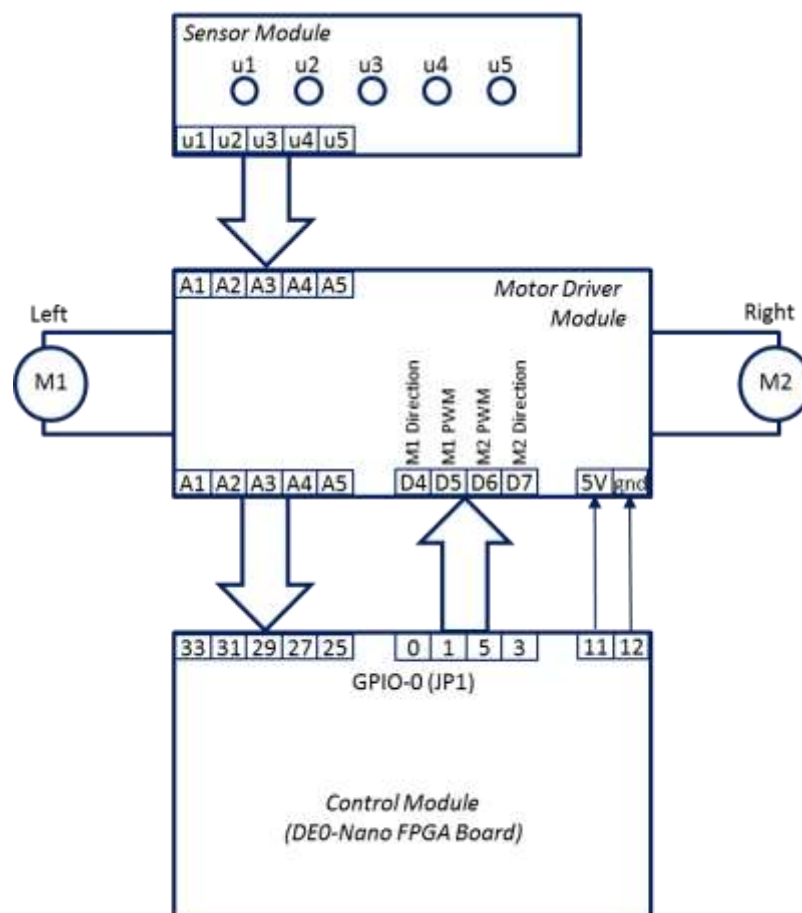 Sensor Module
u1 u2 u3 u4 u5
u1 u2 u3 u4 u5
A1 A2 A3 A4 A5
Motor Driver
Module
Left
Right
M1
M2
M1 Direction
M1 PWM
M2 PWM
M2 Direction
A1 A2 A3 A4 A5
D4 D5 D6 D7
5V gnd
33 31 29 27 25
0 1 5 3
11 12
GPIO-0 (JP1)
Control Module
(DE0-Nano FPGA Board)